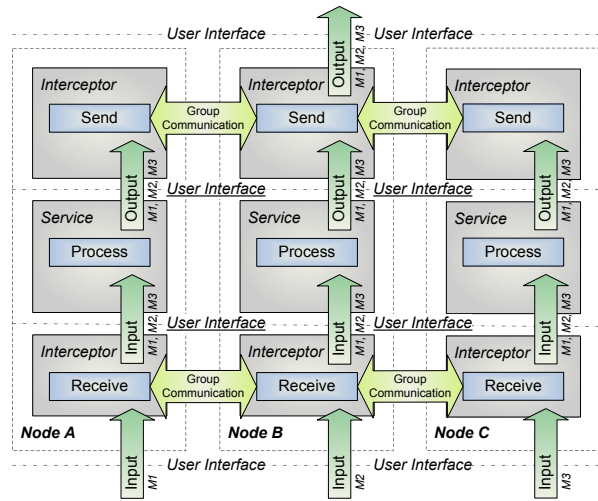 User Interface User Interface
Output
M1, M2, M3
Interceptor Interceptor Interceptor
Send Group Communication Send Group Communication Send
Output Output Output
M1, M2, M3 M1, M2, M3 M1, M2, M3
User Interface User Interface
Service Service Service
Process Process Process
Input Input Input
M1, M2, M3 M1, M2, M3 M1, M2, M3
User Interface User Interface
Interceptor Interceptor Interceptor
Receive Group Communication Receive Group Communication Receive
Node A Node B Node C
Input Input Input
M1 M2 M3
User Interface User Interface